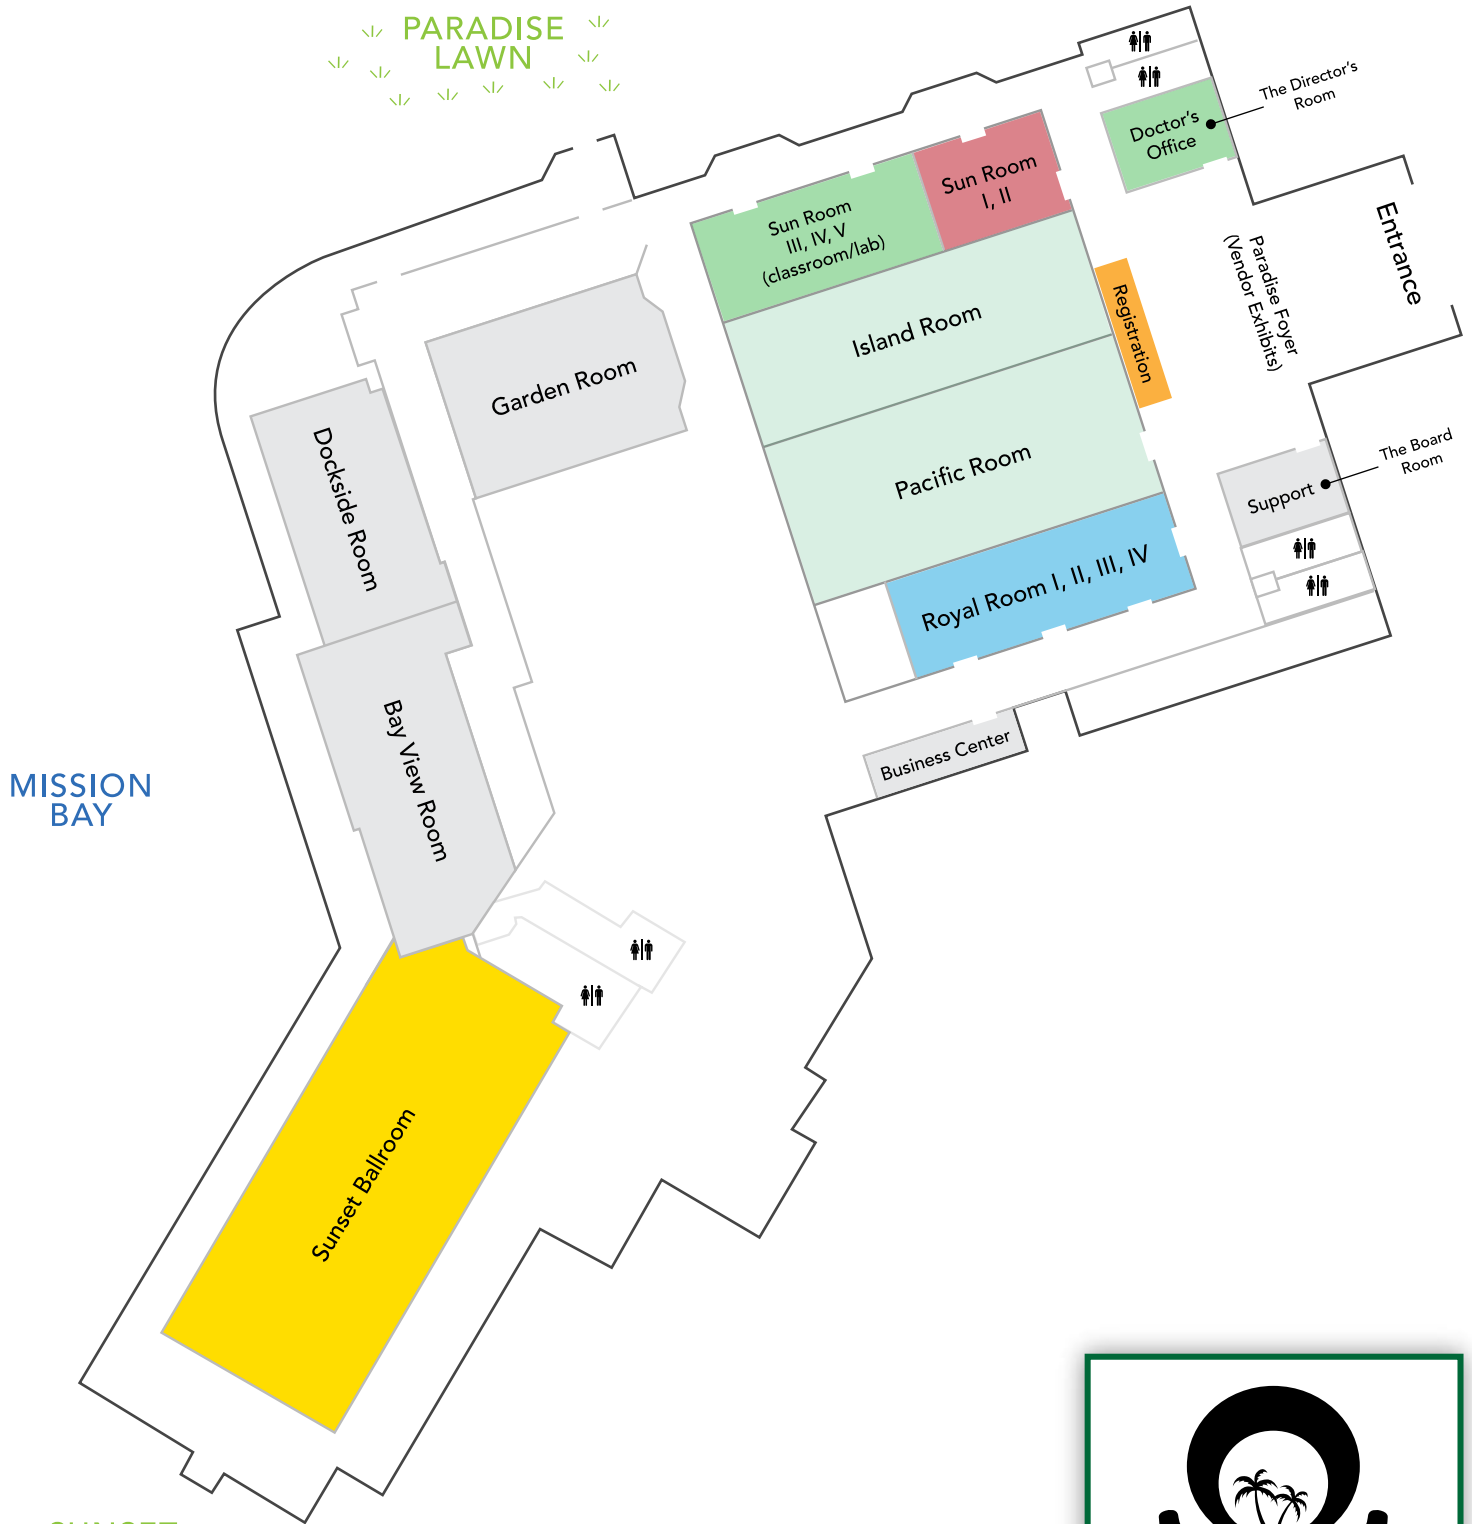 PARADISE
LAWN
The Director's
Room
Doctor's
Office
Sun Room
I, II
Sun Room
III, IV, V
(classroom/lab)
Entrance
Paradise Foyer
(Vendor Exhibits)
Registration
Island Room
Garden Room
Pacific Room
The Board
Room
Support
Dockside Room
Royal Room I, II, III, IV
Business Center
Bay View Room
MISSION
BAY
Sunset Ballroom
SUNSET